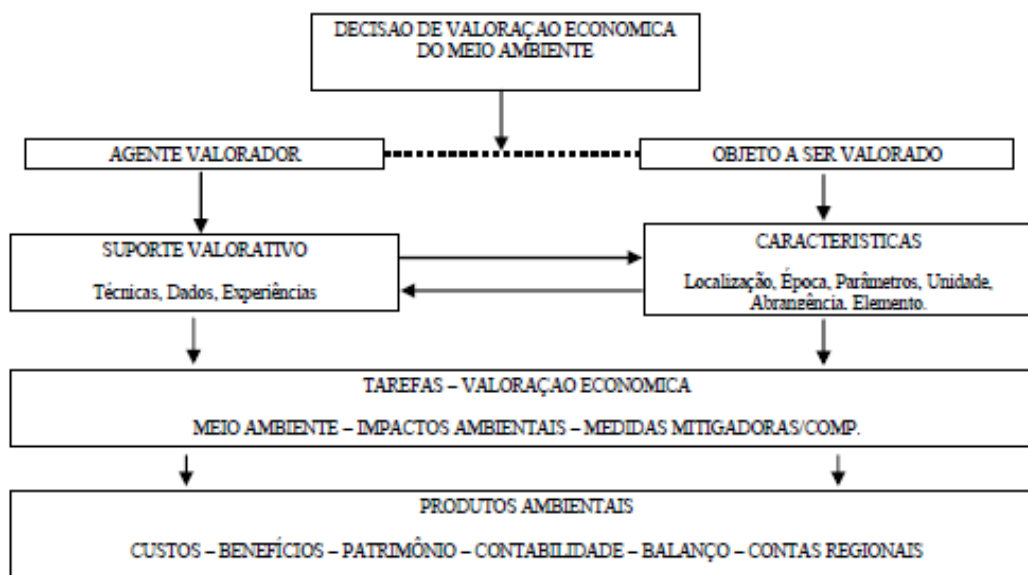 DECISAO DE VALORAÇAO ECONOMICA
DO MEIO AMBIENTE
AGENTE VALORADOR
OBJETO A SER VALORADO
SUPORTE VALORATIVO
Técnicas, Dados, Experiências
CARACTERISTICAS
Localização, Época, Parâmetros, Unidade,
Abrangência, Elemento.
TAREFAS – VALORAÇAO ECONOMICA
MEIO AMBIENTE – IMPACTOS AMBIENTAIS – MEDIDAS MITIGADORAS/COMP.
PRODUTOS AMBIENTAIS
CUSTOS – BENEFÍCIOS – PATRIMÔNIO – CONTABILIDADE – BALANÇO – CONTAS REGIONAIS